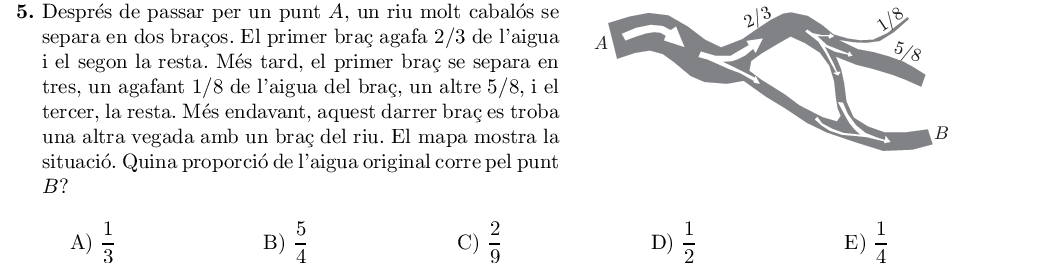 5. Després de passar per un punt A, un riu molt cabalós se
separa en dos braços. El primer braç agafa 2/3 de l'aigua
i el segon la resta. Més tard, el primer braç se separa en
tres, un agafant 1/8 de l'aigua del braç, un altre 5/8, i el
tercer, la resta. Més endavant, aquest darrer braç es troba
una altra vegada amb un braç del riu. El mapa mostra la
situació. Quina proporció de l'aigua original corre pel punt
B?
A
2/3
1/8
5/8
B
A) 1/3 B) 5/4 C) 2/9 D) 1/2 E) 1/4